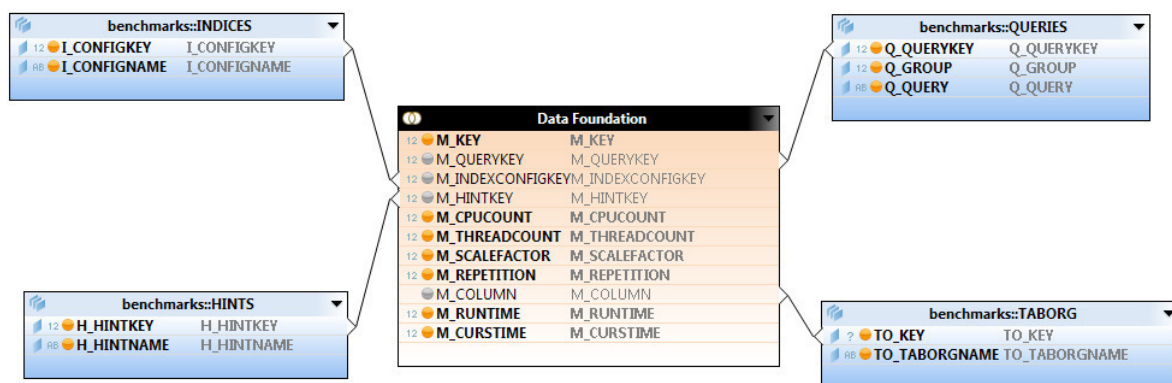 benchmarks::INDICES
12 I_CONFIGKEY I_CONFIGKEY
AB I_CONFIGNAME I_CONFIGNAME
benchmarks::QUERIES
12 Q_QUERYKEY Q_QUERYKEY
12 Q_GROUP Q_GROUP
AB Q_QUERY Q_QUERY
Data Foundation
12 M_KEY M_KEY
12 M_QUERYKEY M_QUERYKEY
12 M_INDEXCONFIGKEY M_INDEXCONFIGKEY
12 M_HINTKEY M_HINTKEY
12 M_CPUCOUNT M_CPUCOUNT
12 M_THREADCOUNT M_THREADCOUNT
12 M_SCALEFACTOR M_SCALEFACTOR
12 M_REPETITION M_REPETITION
M_COLUMN M_COLUMN
12 M_RUNTIME M_RUNTIME
12 M_CURSTIME M_CURSTIME
benchmarks::HINTS
12 H_HINTKEY H_HINTKEY
AB H_HINTNAME H_HINTNAME
benchmarks::TABORG
? TO_KEY TO_KEY
AB TO_TABORGNAME TO_TABORGNAME